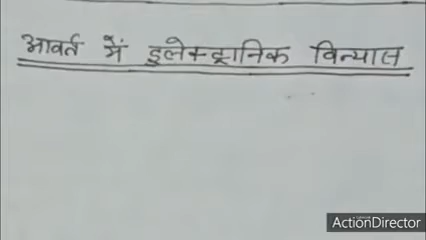 आवर्त में इलेक्ट्रानिक विन्यास
ActionDirector